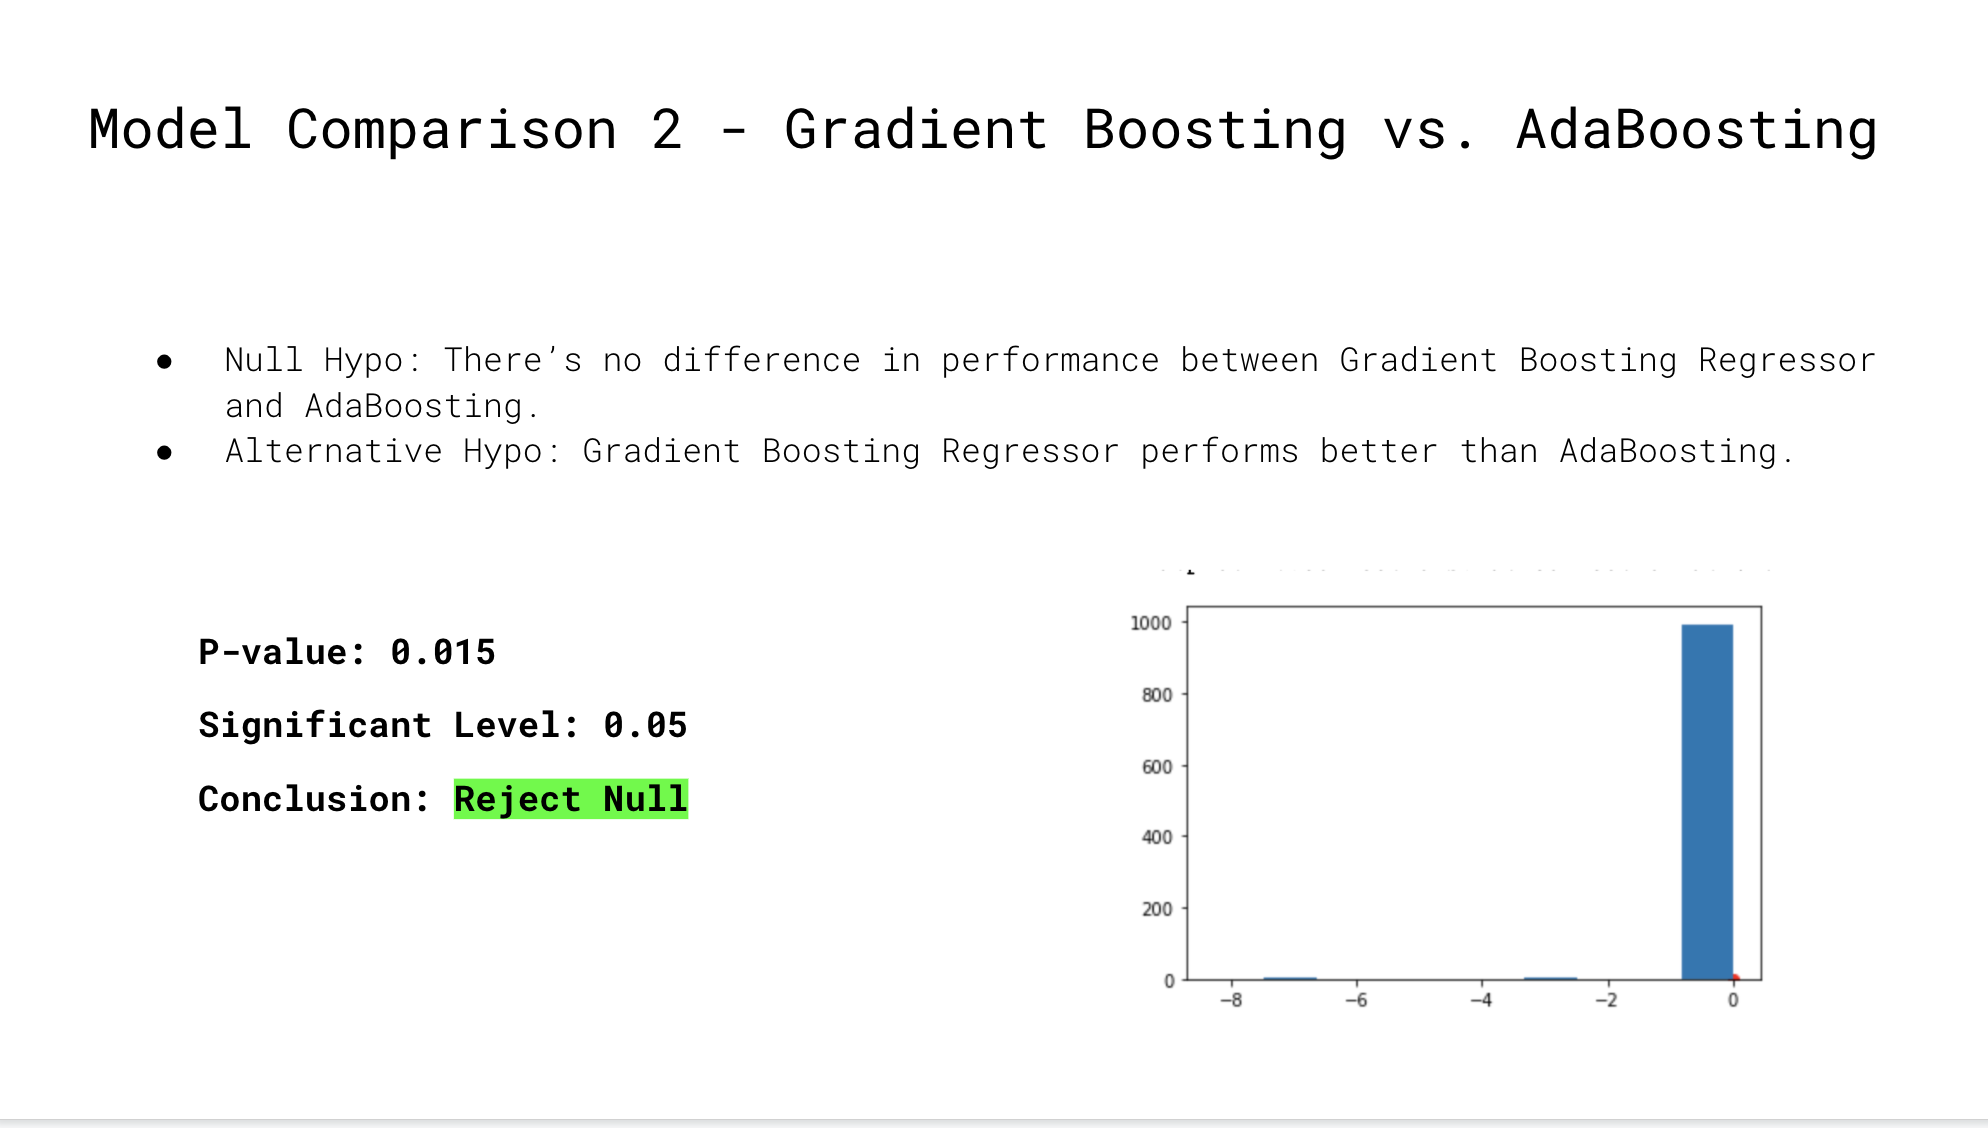 Model Comparison 2 - Gradient Boosting vs. AdaBoosting
● Null Hypo: There’s no difference in performance between Gradient Boosting Regressor
and AdaBoosting.
● Alternative Hypo: Gradient Boosting Regressor performs better than AdaBoosting.
P-value: 0.015
Significant Level: 0.05
Conclusion: Reject Null
1000
800
600
400
200
0
−8 −6 −4 −2 0